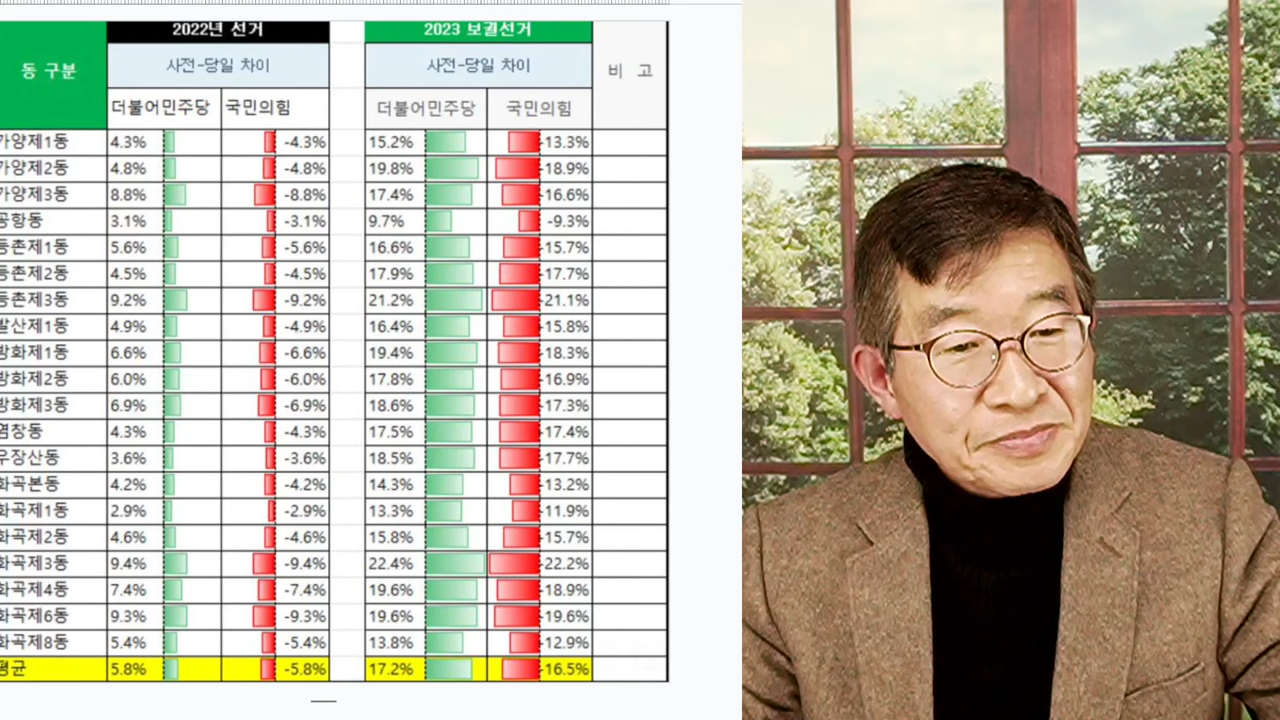 2022년 선거 2023 보궐선거
동 구분 사전-당일 차이 사전-당일 차이 비 고
더불어민주당 국민의힘 더불어민주당 국민의힘
가양제1동 4.3% -4.3% 15.2% -13.3%
가양제2동 4.8% -4.8% 19.8% -18.9%
가양제3동 8.8% -8.8% 17.4% -16.6%
공항동 3.1% -3.1% 9.7% -9.3%
등촌제1동 5.6% -5.6% 16.6% -15.7%
등촌제2동 4.5% -4.5% 17.9% -17.7%
등촌제3동 9.2% -9.2% 21.2% -21.1%
발산제1동 4.9% -4.9% 16.4% -15.8%
방화제1동 6.6% -6.6% 19.4% -18.3%
방화제2동 6.0% -6.0% 17.8% -16.9%
방화제3동 6.9% -6.9% 18.6% -17.3%
염창동 4.3% -4.3% 17.5% -17.4%
우장산동 3.6% -3.6% 18.5% -17.7%
화곡본동 4.2% -4.2% 14.3% -13.2%
화곡제1동 2.9% -2.9% 13.3% -11.9%
화곡제2동 4.6% -4.6% 15.8% -15.7%
화곡제3동 9.4% -9.4% 22.4% -22.2%
화곡제4동 7.4% -7.4% 19.6% -18.9%
화곡제6동 9.3% -9.3% 19.6% -19.6%
화곡제8동 5.4% -5.4% 13.8% -12.9%
평균 5.8% -5.8% 17.2% -16.5%